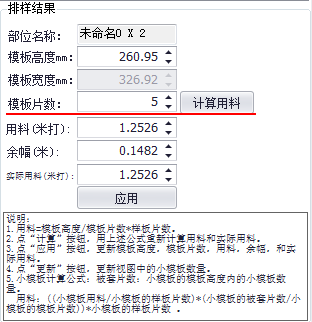 排样结果
部位名称: 未命名0 X 2
模板高度mm: 260.95
模板宽度mm: 326.92
模板片数: 5 计算用料
用料(米打): 1.2526
余幅(米): 0.1482
实际用料(米打): 1.2526
应用
说明:
1.用料=模板高度/模板片数*样板片数。
2.点“计算”按钮，用上述公式重新计算用料和实际用料。
3.点“应用”按钮，更新模板高度，模板片数，用料，余幅，和实
际用料。
4.点“更新”按钮，更新视图中的小模板数量。
5.小模板计算公式: 被套片数: 小模板的模板高度内的小模板数
量。
用料: ((小模板用料/小模板的样板片数)*(小模板的被套片数/小
模板的模板片数))*小模板的样板片数 。